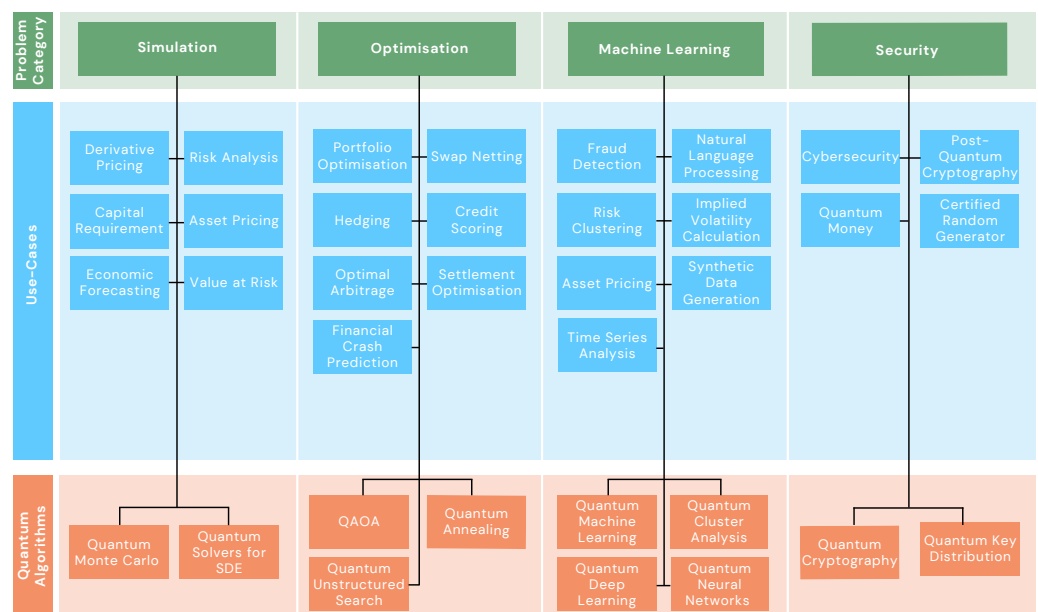 Problem
Category
Simulation
Optimisation
Machine Learning
Security
Use-Cases
Derivative
Pricing
Risk Analysis
Capital
Requirement
Asset Pricing
Economic
Forecasting
Value at Risk
Portfolio
Optimisation
Swap Netting
Hedging
Credit
Scoring
Optimal
Arbitrage
Settlement
Optimisation
Financial
Crash
Prediction
Fraud
Detection
Natural
Language
Processing
Risk
Clustering
Implied
Volatility
Calculation
Asset Pricing
Synthetic
Data
Generation
Time Series
Analysis
Cybersecurity
Post-
Quantum
Cryptography
Quantum
Money
Certified
Random
Generator
Quantum
Algorithms
Quantum
Monte Carlo
Quantum
Solvers for
SDE
QAOA
Quantum
Annealing
Quantum
Unstructured
Search
Quantum
Machine
Learning
Quantum
Cluster
Analysis
Quantum
Deep
Learning
Quantum
Neural
Networks
Quantum
Cryptography
Quantum Key
Distribution